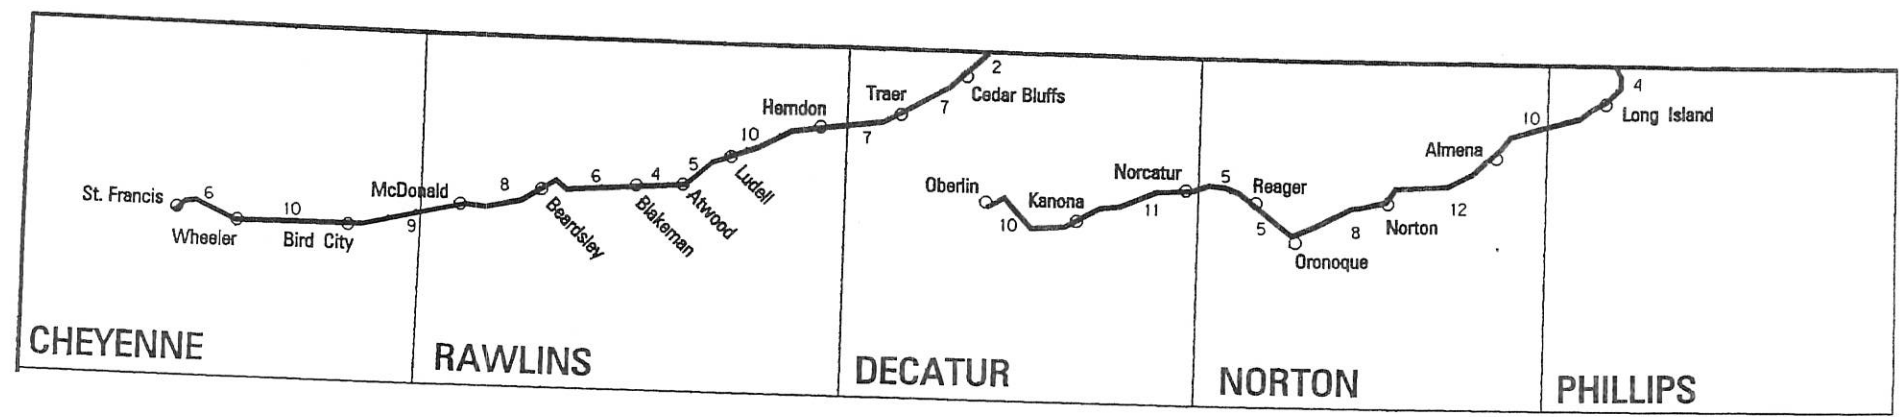 St. Francis
6
Wheeler
10
Bird City
9
McDonald
8
Beardsley
6
Blakeman
4
Atwood
5
Ludell
10
Herndon
7
Traer
7
Cedar Bluffs
2
Oberlin
10
Kanona
11
Norcatur
5
Reager
5
Oronoque
8
Norton
12
Almena
10
Long Island
4
CHEYENNE
RAWLINS
DECATUR
NORTON
PHILLIPS